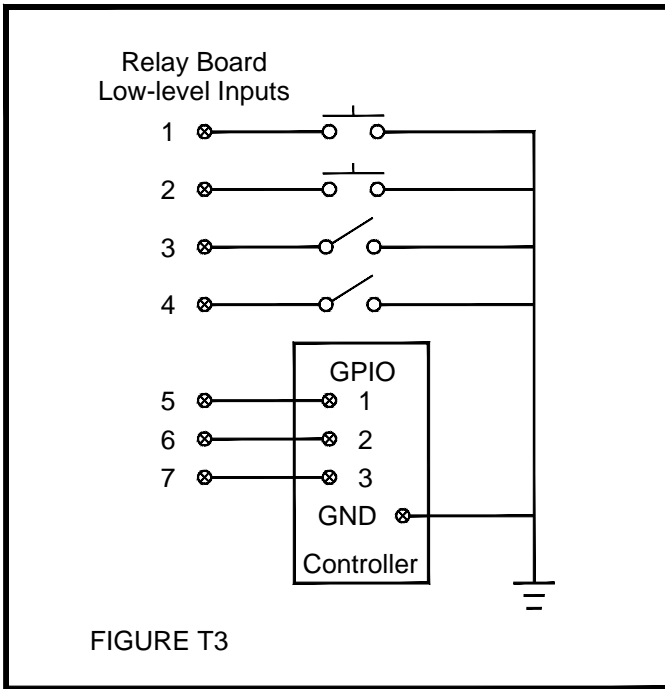 Relay Board
Low-level Inputs
1
2
3
4
GPIO
5 1
6 2
7 3
GND
Controller
FIGURE T3